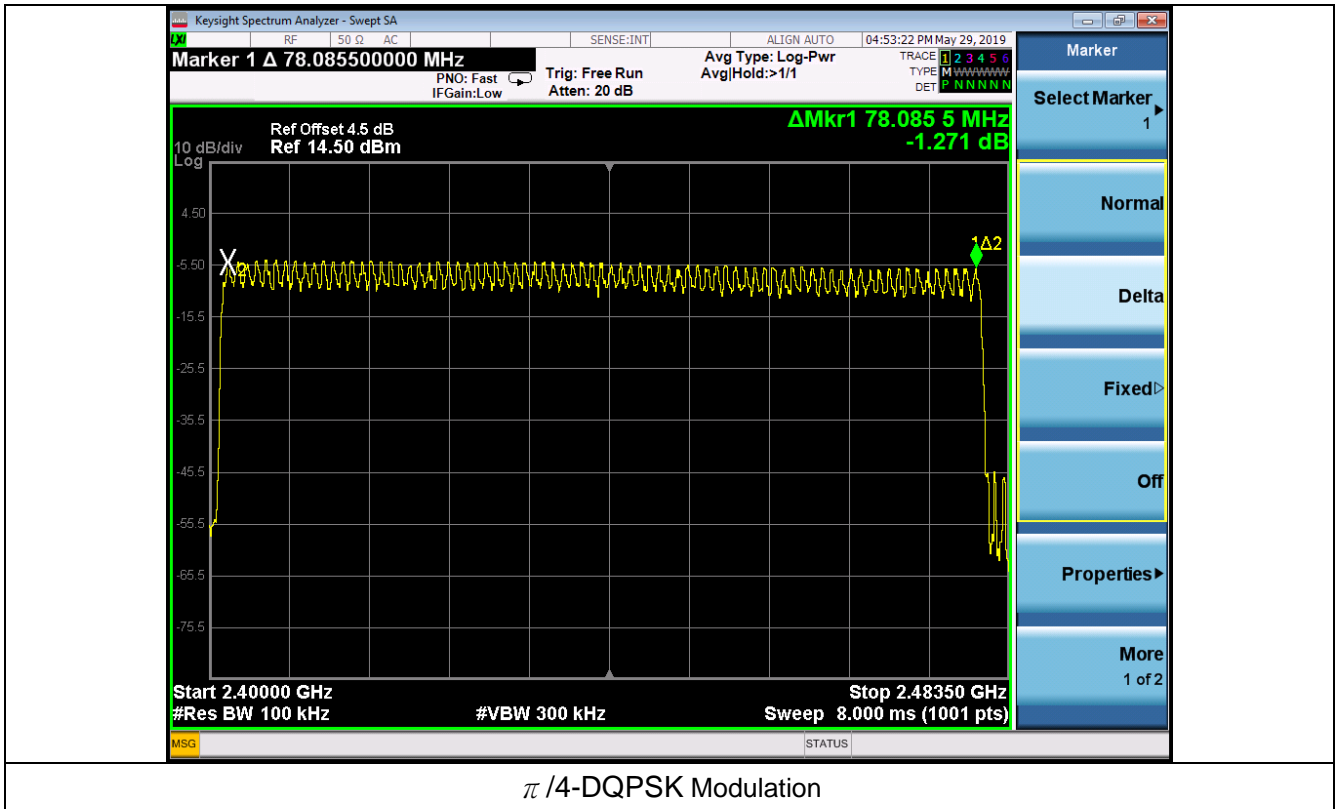 Keysight Spectrum Analyzer - Swept SA
LXI RF 50 Ω AC SENSE:INT ALIGN AUTO 04:53:22 PM May 29, 2019
Marker 1 Δ 78.085500000 MHz
PNO: Fast
IFGain:Low
Trig: Free Run
Atten: 20 dB
Avg Type: Log-Pwr
Avg|Hold:>1/1
TRACE 1 2 3 4 5 6
TYPE M WWWWW
DET P N N N N N
ΔMkr1 78.085 5 MHz
-1.271 dB
Ref Offset 4.5 dB
10 dB/div Ref 14.50 dBm
Log
4.50
-5.50
-15.5
-25.5
-35.5
-45.5
-55.5
-65.5
-75.5
X2
1Δ2
Start 2.40000 GHz Stop 2.48350 GHz
#Res BW 100 kHz #VBW 300 kHz Sweep 8.000 ms (1001 pts)
MSG STATUS
Marker
Select Marker
1
Normal
Delta
Fixed
Off
Properties
More
1 of 2
π/4-DQPSK Modulation